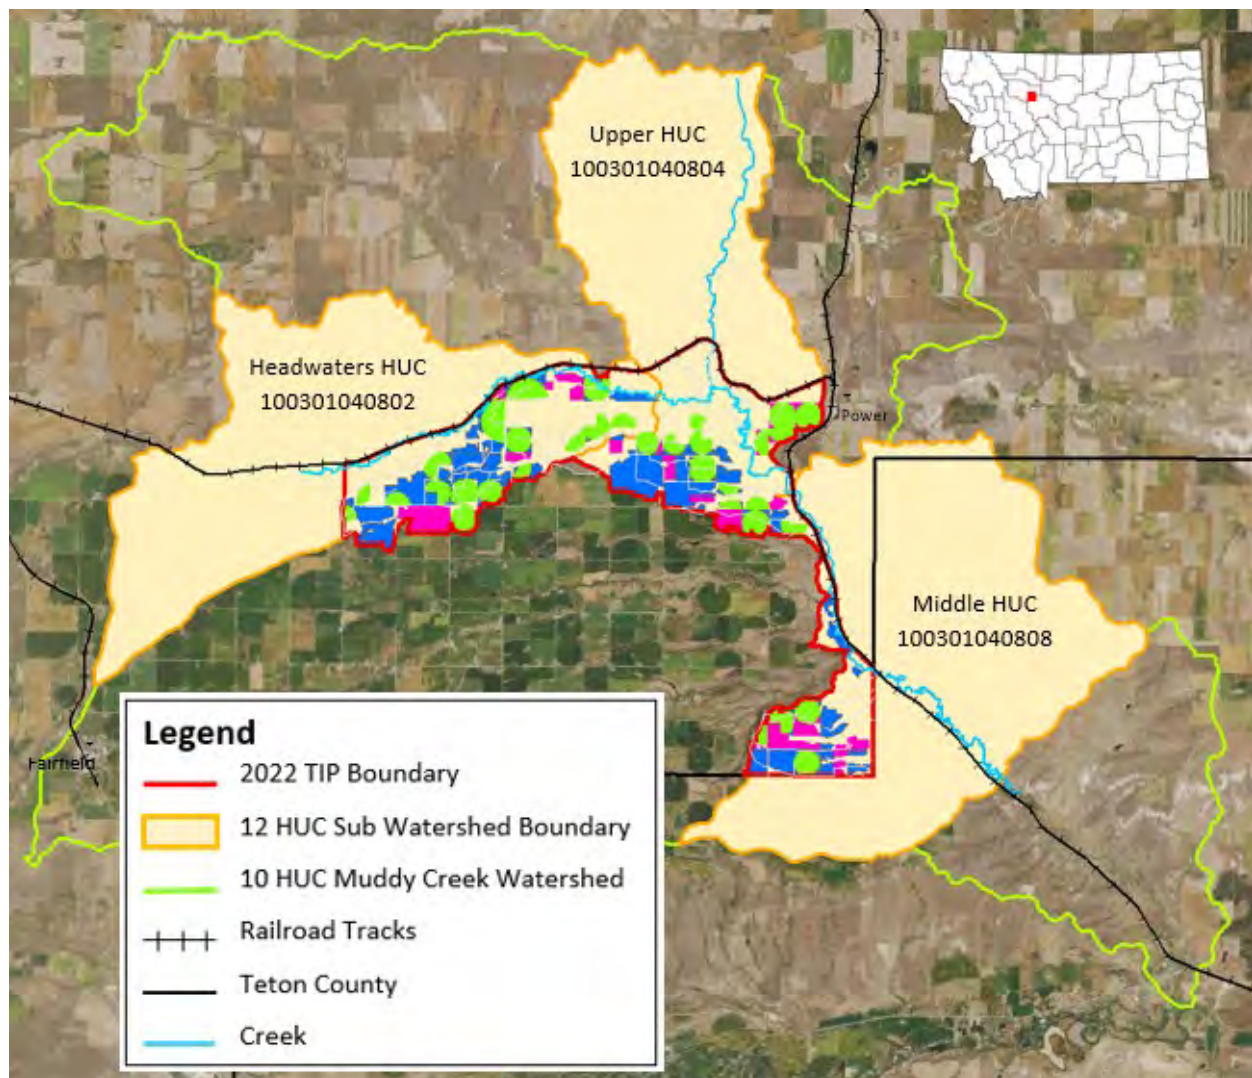 Upper HUC
100301040804
Headwaters HUC
100301040802
Power
Middle HUC
100301040808
Fairfield
Legend
2022 TIP Boundary
12 HUC Sub Watershed Boundary
10 HUC Muddy Creek Watershed
Railroad Tracks
Teton County
Creek